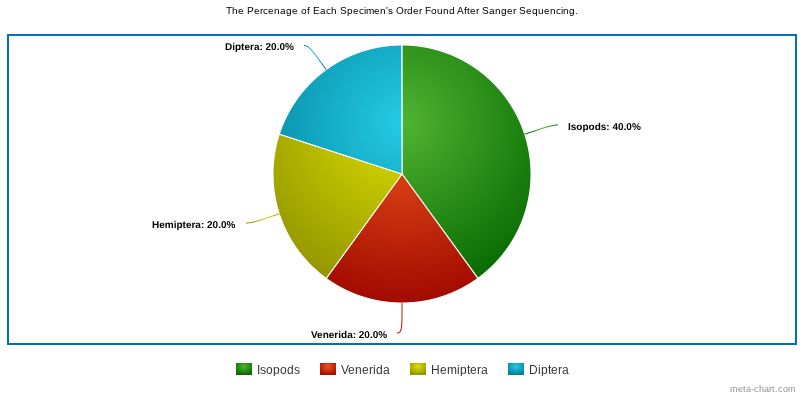 The Percenage of Each Specimen's Order Found After Sanger Sequencing.
Diptera: 20.0%
Isopods: 40.0%
Hemiptera: 20.0%
Venerida: 20.0%
Isopods Venerida Hemiptera Diptera
meta-chart.com